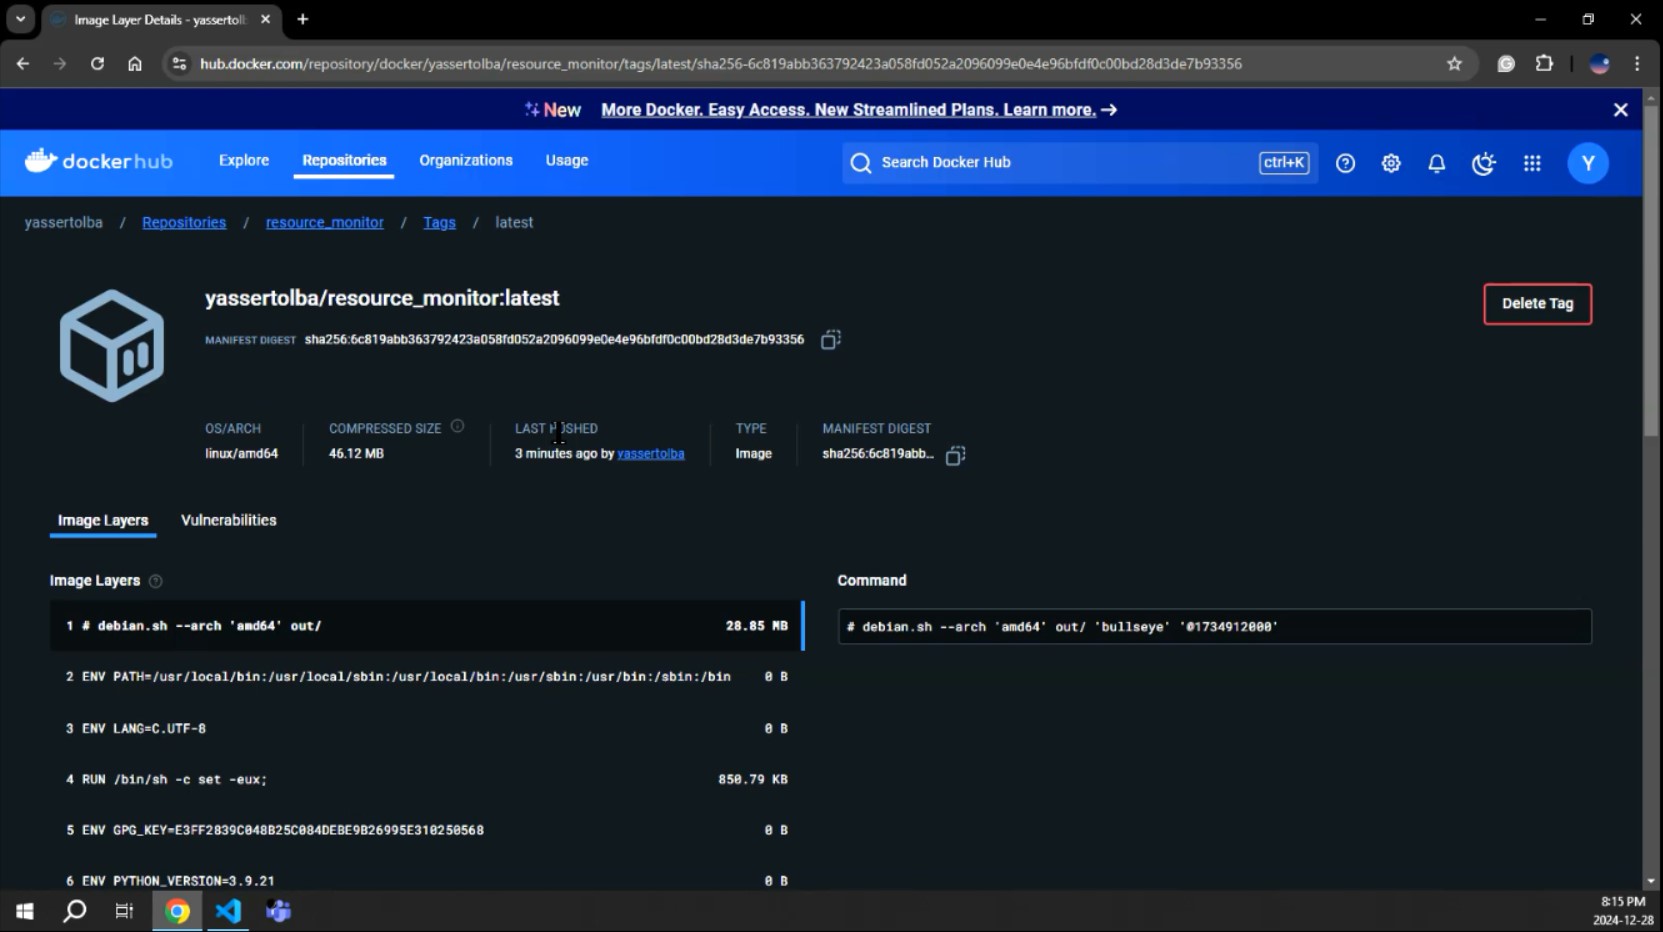 Image Layer Details - yassertolb
hub.docker.com/repository/docker/yassertolba/resource_monitor/tags/latest/sha256-6c819abb363792423a058fd052a2096099e0e4e96bfdf0c00bd28d3de7b93356
New More Docker. Easy Access. New Streamlined Plans. Learn more. →
dockerhub Explore Repositories Organizations Usage Search Docker Hub ctrl+K Y
yassertolba / Repositories / resource_monitor / Tags / latest
yassertolba/resource_monitor:latest
Delete Tag
MANIFEST DIGEST sha256:6c819abb363792423a058fd052a2096099e0e4e96bfdf0c00bd28d3de7b93356
OS/ARCH COMPRESSED SIZE LAST PUSHED TYPE MANIFEST DIGEST
linux/amd64 46.12 MB 3 minutes ago by yassertolba Image sha256:6c819abb...
Image Layers Vulnerabilities
Image Layers Command
1 # debian.sh --arch 'amd64' out/ 28.85 MB # debian.sh --arch 'amd64' out/ 'bullseye' '@1734912000'
2 ENV PATH=/usr/local/bin:/usr/local/sbin:/usr/local/bin:/usr/sbin:/usr/bin:/sbin:/bin 0 B
3 ENV LANG=C.UTF-8 0 B
4 RUN /bin/sh -c set -eux; 850.79 KB
5 ENV GPG_KEY=E3FF2839C048B25C084DEBE9B26995E310250568 0 B
6 ENV PYTHON_VERSION=3.9.21 0 B
8:15 PM
2024-12-28